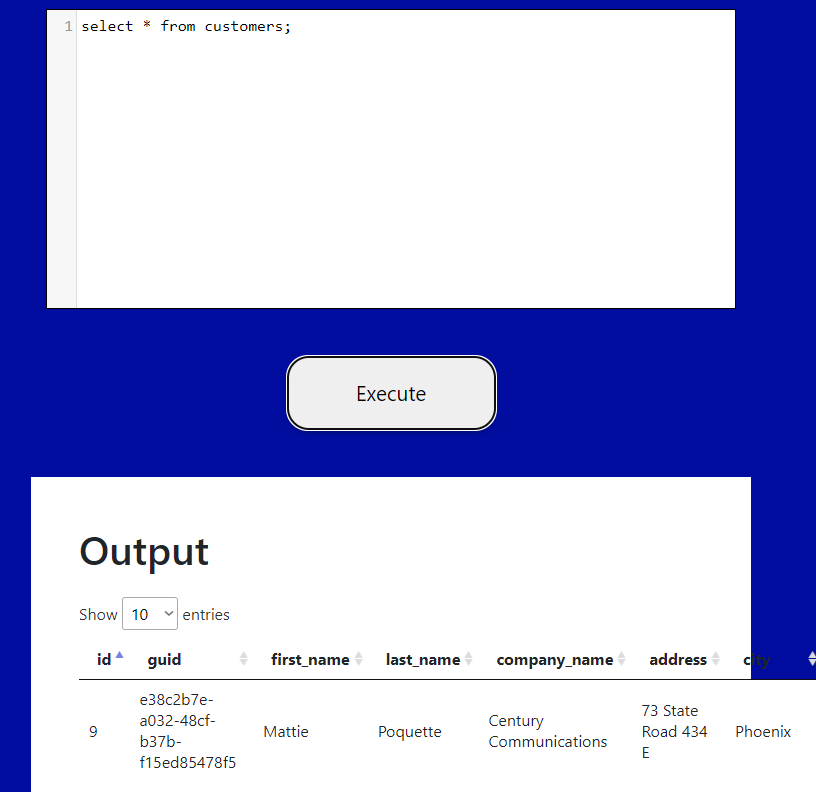 1 select * from customers;
Execute
Output
Show 10 entries
id guid first_name last_name company_name address city
9 e38c2b7e-a032-48cf-b37b-f15ed85478f5 Mattie Poquette Century Communications 73 State Road 434 E Phoenix